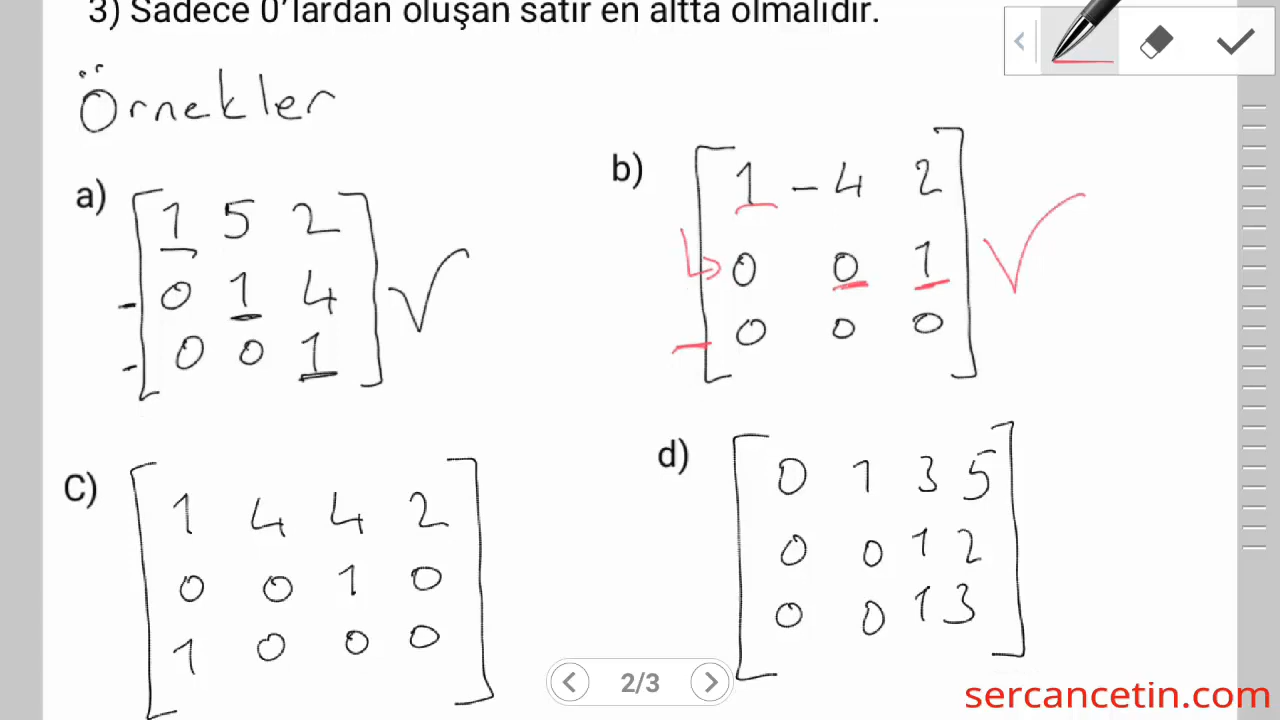 3) Sadece 0'lardan oluşan satır en altta olmalıdır.
Örnekler
a)
1 5 2
0 1 4
0 0 1
b)
1 -4 2
0 0 1
0 0 0
c)
1 4 4 2
0 0 1 0
1 0 0 0
d)
0 1 3 5
0 0 1 2
0 0 1 3
2/3
sercancetin.com